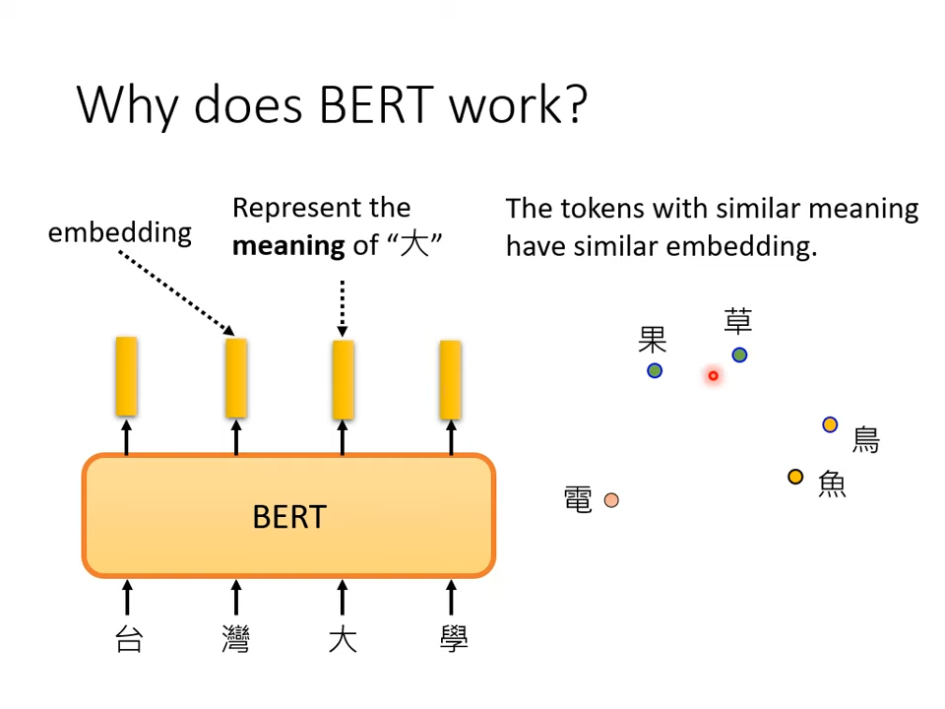 Why does BERT work?
embedding
Represent the
meaning of “大”
The tokens with similar meaning
have similar embedding.
果
草
鳥
魚
電
BERT
台 灣 大 學